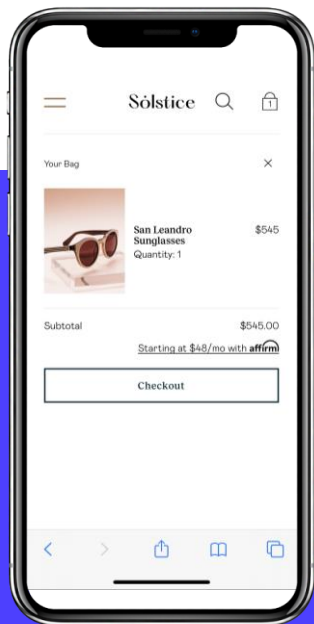 Sólstice
1
Your Bag
San Leandro $545
Sunglasses
Quantity: 1
Subtotal $545.00
Starting at $48/mo with affirm
Checkout